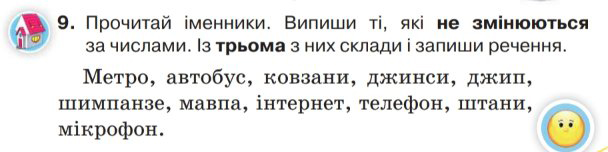 9. Прочитай іменники. Випиши ті, які не змінюються
за числами. Із трьома з них склади і запиши речення.
Метро, автобус, ковзани, джинси, джип,
шимпанзе, мавпа, інтернет, телефон, штани,
мікрофон.